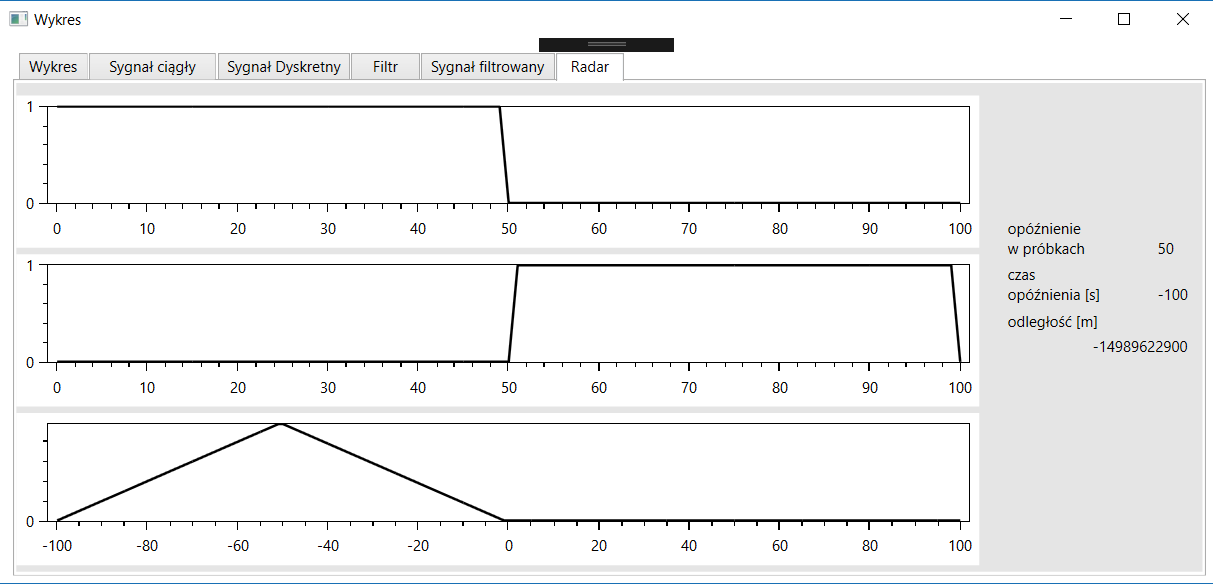 Wykres
Wykres Sygnał ciągły Sygnał Dyskretny Filtr Sygnał filtrowany Radar
1
0
0 10 20 30 40 50 60 70 80 90 100
1
0
0 10 20 30 40 50 60 70 80 90 100
0
-100 -80 -60 -40 -20 0 20 40 60 80 100
opóźnienie
w próbkach 50
czas
opóźnienia [s] -100
odległość [m]
-14989622900